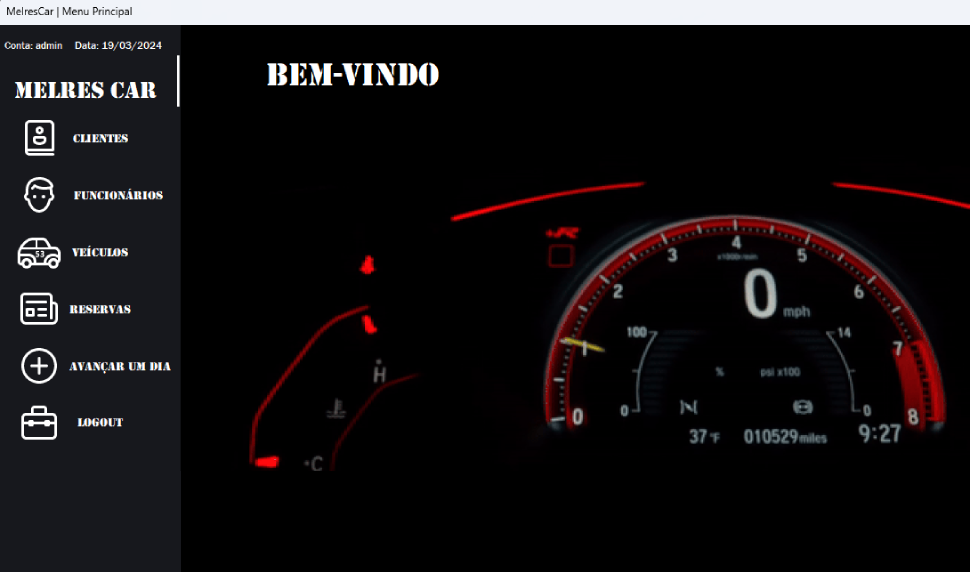 MelresCar | Menu Principal
Conta: admin Data: 19/03/2024
MELRES CAR
CLIENTES
FUNCIONÁRIOS
53
VEÍCULOS
RESERVAS
AVANÇAR UM DIA
LOGOUT
BEM-VINDO
+R
4
3 x1000r/min 5
2 0 mph 6
100 14
1 7
% psi x100
H
0 0
0 8
37°F 010529 miles 9:27
C